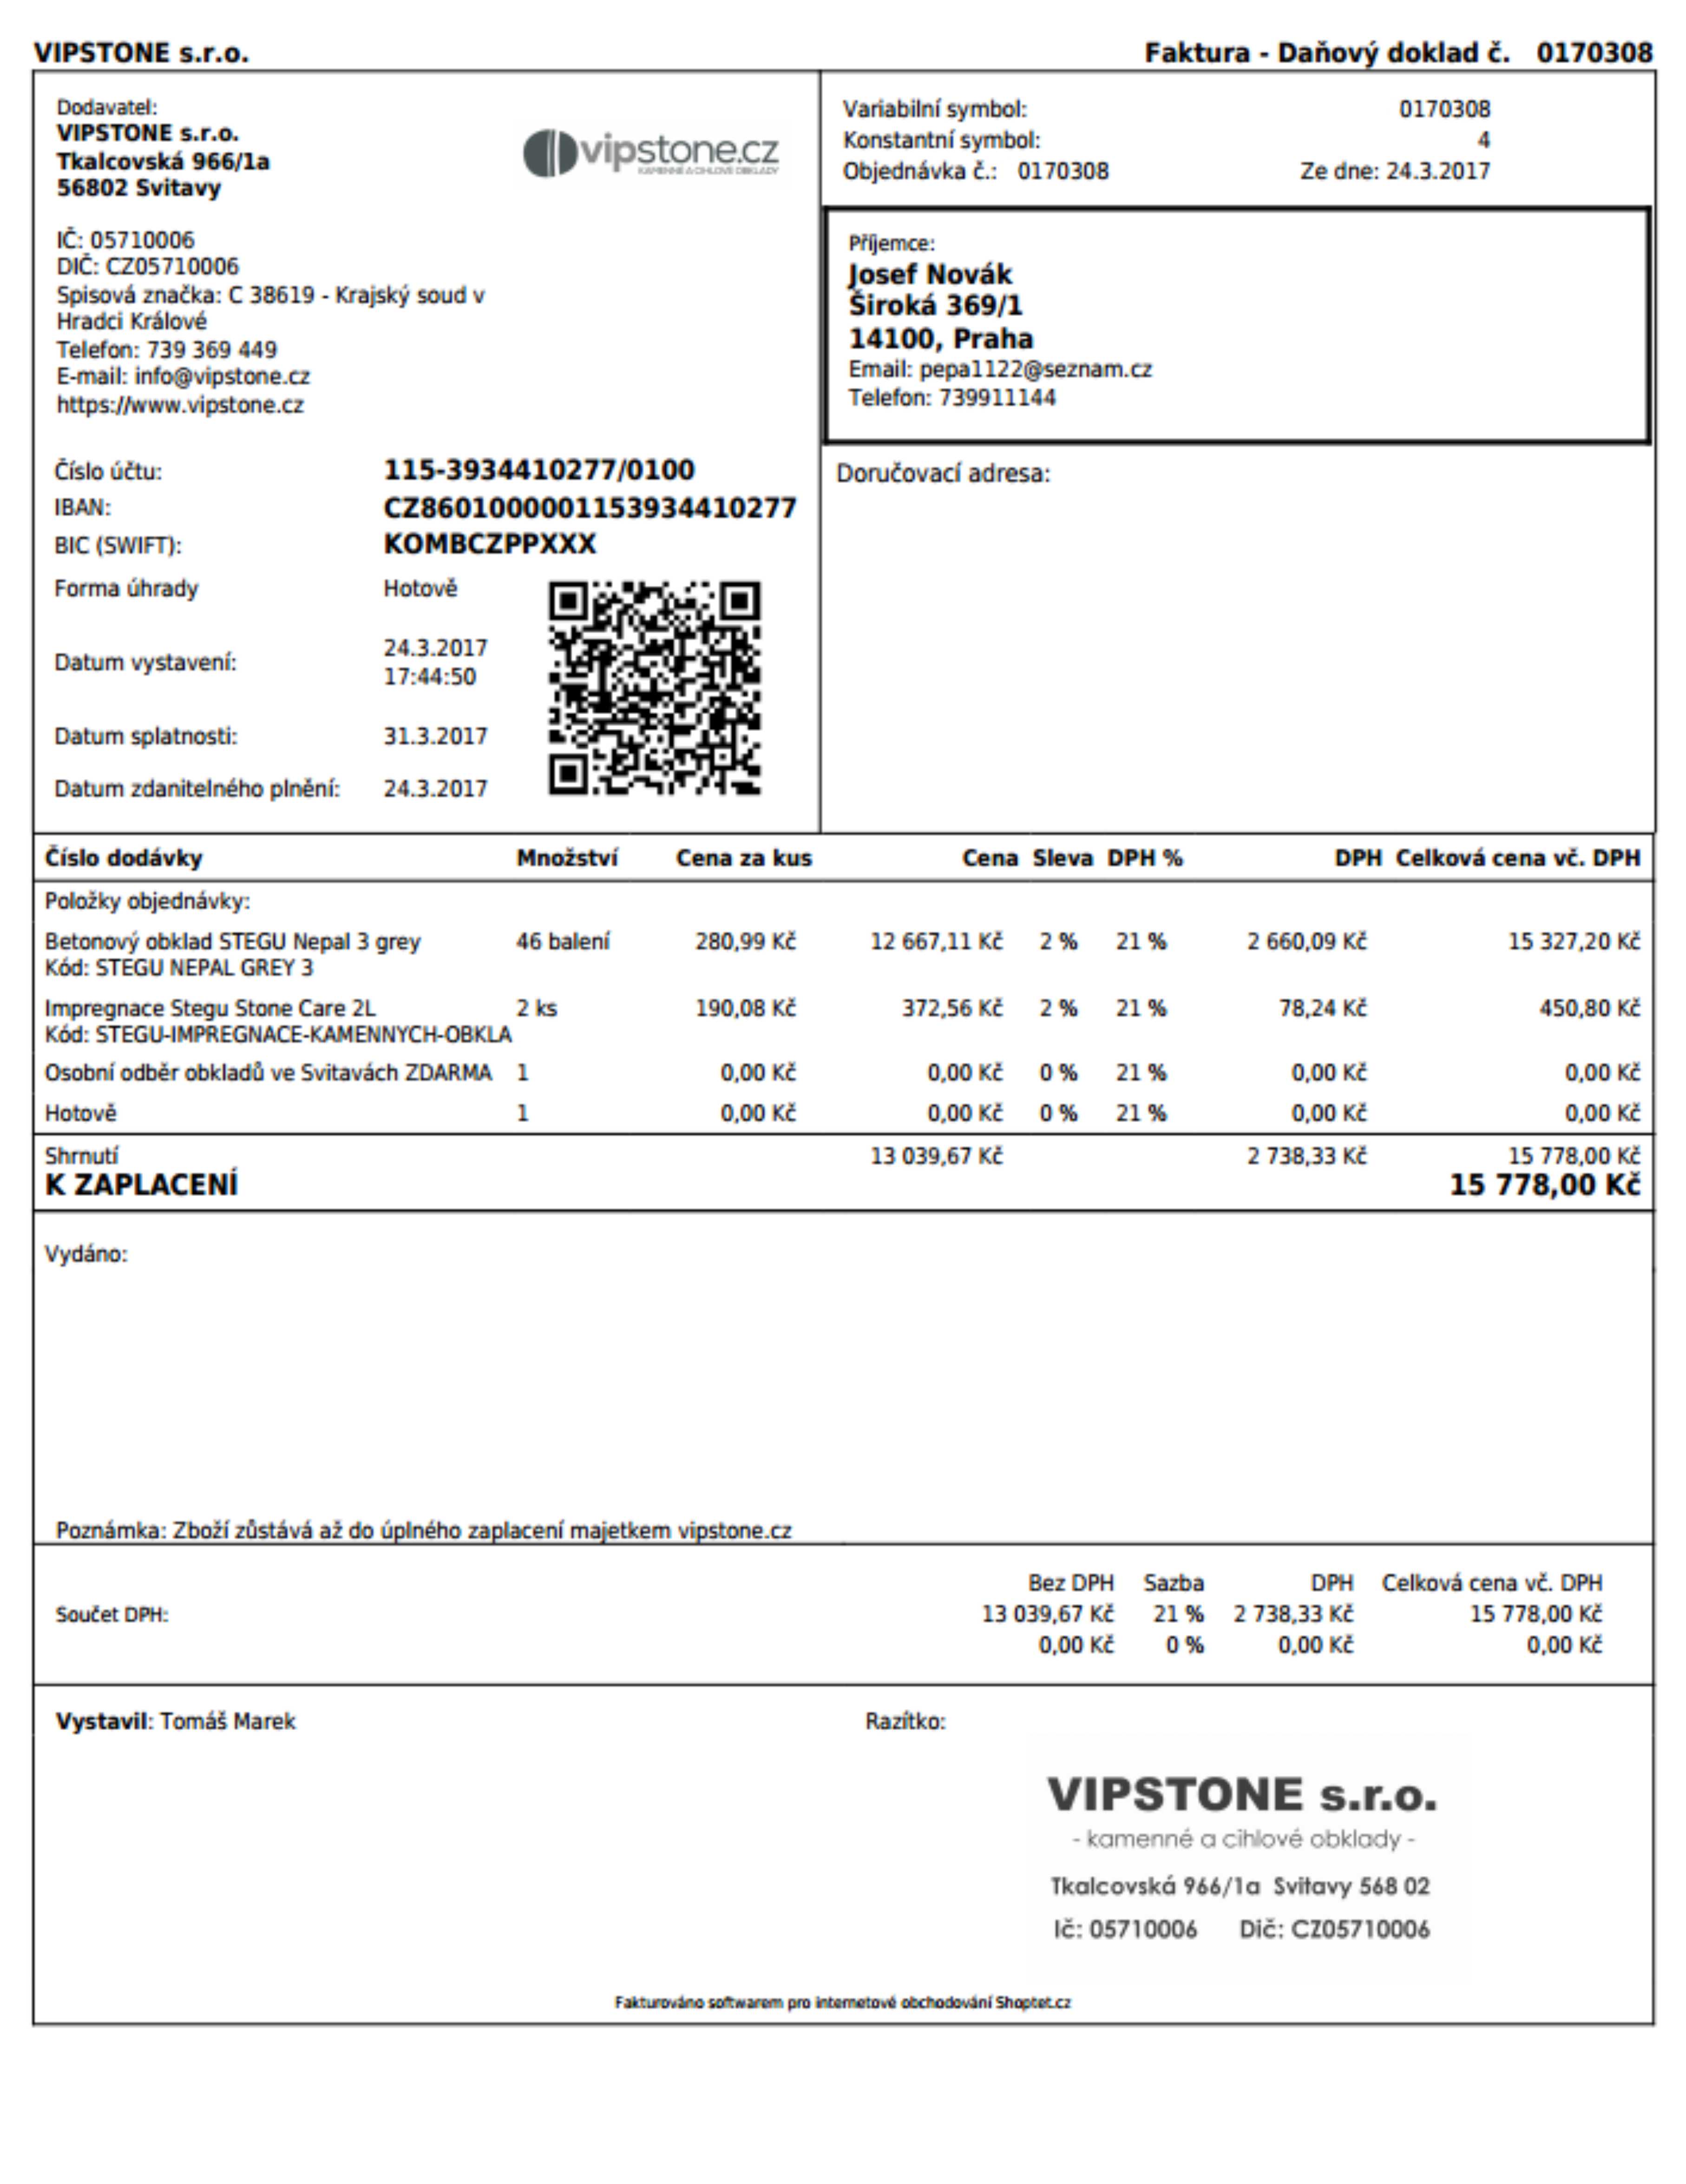 VIPSTONE s.r.o.
Faktura - Daňový doklad č. 0170308
Dodavatel:
VIPSTONE s.r.o.
Tkalcovská 966/1a
56802 Svitavy
vipstone.cz
KAMENNÉ A CIHLOVÉ OBKLADY
IČ: 05710006
DIČ: CZ05710006
Spisová značka: C 38619 - Krajský soud v
Hradci Králové
Telefon: 739 369 449
E-mail: info@vipstone.cz
https://www.vipstone.cz
Číslo účtu: 115-3934410277/0100
IBAN: CZ8601000001153934410277
BIC (SWIFT): KOMBCZPPXXX
Forma úhrady Hotově
Datum vystavení: 24.3.2017
17:44:50
Datum splatnosti: 31.3.2017
Datum zdanitelného plnění: 24.3.2017
Variabilní symbol: 0170308
Konstantní symbol: 4
Objednávka č.: 0170308 Ze dne: 24.3.2017
Příjemce:
Josef Novák
Široká 369/1
14100, Praha
Email: pepa1122@seznam.cz
Telefon: 739911144
Doručovací adresa:
Číslo dodávky Množství Cena za kus Cena Sleva DPH % DPH Celková cena vč. DPH
Položky objednávky:
Betonový obklad STEGU Nepal 3 grey 46 balení 280,99 Kč 12 667,11 Kč 2 % 21 % 2 660,09 Kč 15 327,20 Kč
Kód: STEGU NEPAL GREY 3
Impregnace Stegu Stone Care 2L 2 ks 190,08 Kč 372,56 Kč 2 % 21 % 78,24 Kč 450,80 Kč
Kód: STEGU-IMPREGNACE-KAMENNYCH-OBKLA
Osobní odběr obkladů ve Svitavách ZDARMA 1 0,00 Kč 0,00 Kč 0 % 21 % 0,00 Kč 0,00 Kč
Hotově 1 0,00 Kč 0,00 Kč 0 % 21 % 0,00 Kč 0,00 Kč
Shrnutí 13 039,67 Kč 2 738,33 Kč 15 778,00 Kč
K ZAPLACENÍ 15 778,00 Kč
Vydáno:
Poznámka: Zboží zůstává až do úplného zaplacení majetkem vipstone.cz
Bez DPH Sazba DPH Celková cena vč. DPH
Součet DPH: 13 039,67 Kč 21 % 2 738,33 Kč 15 778,00 Kč
0,00 Kč 0 % 0,00 Kč 0,00 Kč
Vystavil: Tomáš Marek
Razítko:
VIPSTONE s.r.o.
- kamenné a cihlové obklady -
Tkalcovská 966/1a Svitavy 568 02
Ič: 05710006 Dič: CZ05710006
Fakturováno softwarem pro internetové obchodování Shoptet.cz